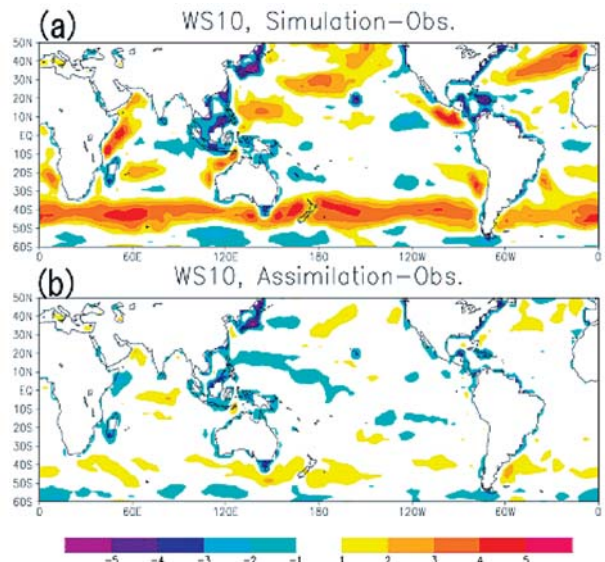 (a) WS10, Simulation-Obs.
50N
40N
30N
20N
10N
EQ
10S
20S
30S
40S
50S
60S
0 60E 120E 180 120W 60W 0
(b) WS10, Assimilation-Obs.
50N
40N
30N
20N
10N
EQ
10S
20S
30S
40S
50S
60S
0 60E 120E 180 120W 60W 0
-5 -4 -3 -2 -1 1 2 3 4 5